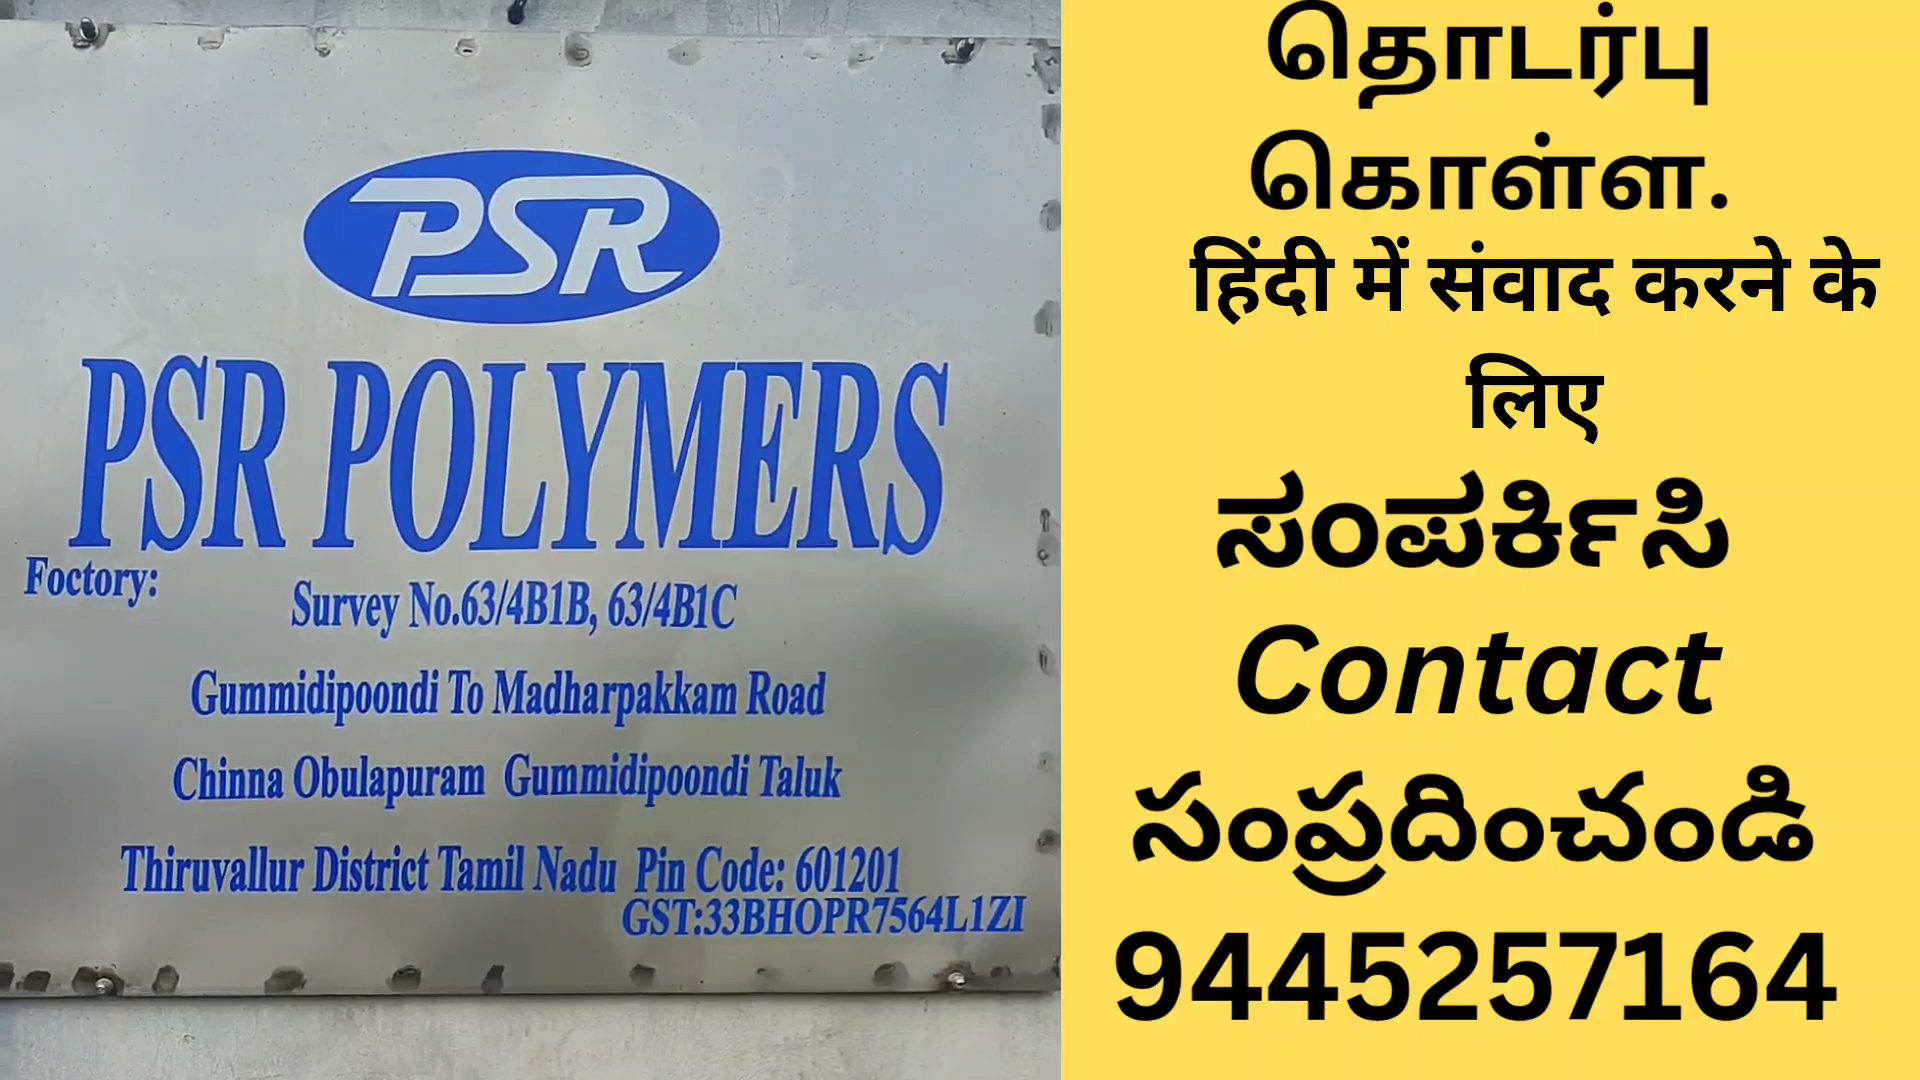 PSR
PSR POLYMERS
Foctory:
Survey No.63/4B1B, 63/4B1C
Gummidipoondi To Madharpakkam Road
Chinna Obulapuram Gummidipoondi Taluk
Thiruvallur District Tamil Nadu Pin Code: 601201
GST:33BHOPR7564L1ZI
தொடர்பு
கொள்ள.
हिंदी में संवाद करने के
लिए
ಸಂಪರ್ಕಿಸಿ
Contact
సంప్రదించండి
9445257164